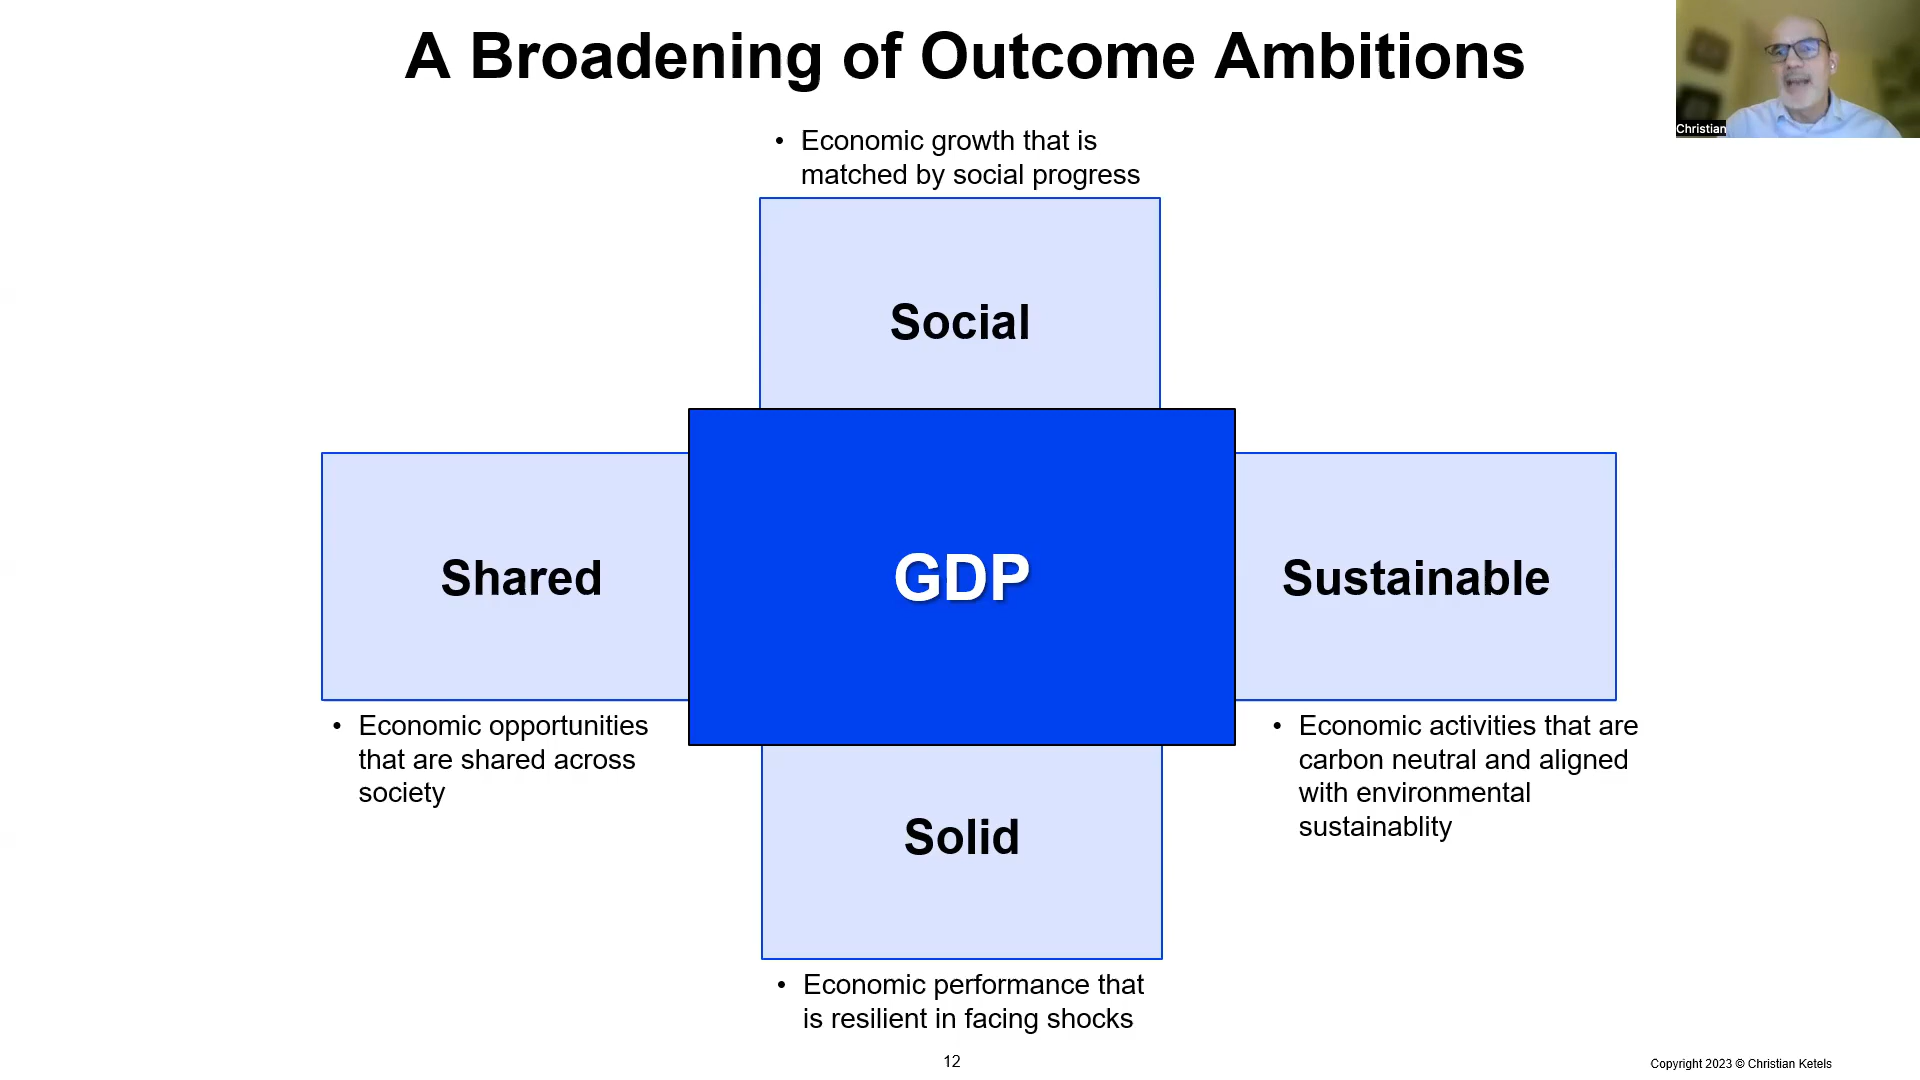 A Broadening of Outcome Ambitions
Christian
• Economic growth that is
matched by social progress
Social
Shared
GDP
Sustainable
• Economic opportunities
that are shared across
society
• Economic activities that are
carbon neutral and aligned
with environmental
sustainablity
Solid
• Economic performance that
is resilient in facing shocks
12
Copyright 2023 © Christian Ketels